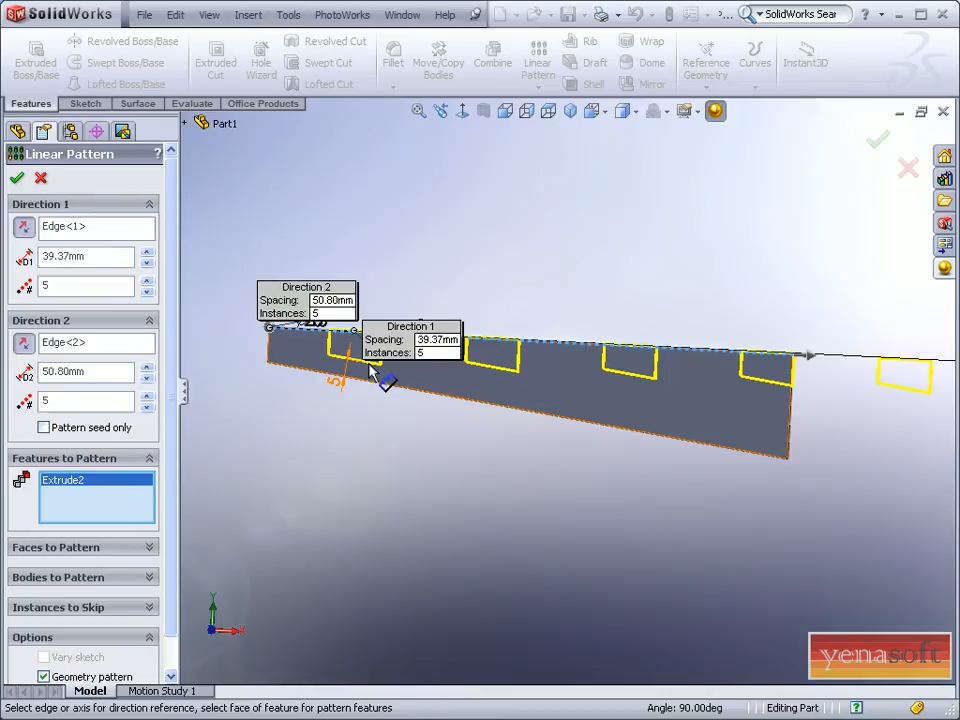 SolidWorks
File Edit View Insert Tools PhotoWorks Window Help
SolidWorks Sear
Extruded Boss/Base
Revolved Boss/Base
Swept Boss/Base
Lofted Boss/Base
Extruded Cut
Hole Wizard
Revolved Cut
Swept Cut
Lofted Cut
Fillet
Move/Copy Bodies
Combine
Linear Pattern
Rib
Draft
Shell
Wrap
Dome
Mirror
Reference Geometry
Curves
Instant3D
Features Sketch Surface Evaluate Office Products
Part1
Linear Pattern ?
Direction 1
Edge<1>
39.37mm
5
Direction 2
Edge<2>
50.80mm
5
Pattern seed only
Features to Pattern
Extrude2
Faces to Pattern
Bodies to Pattern
Instances to Skip
Options
Vary sketch
Geometry pattern
Direction 2
Spacing: 50.80mm
Instances: 5
Direction 1
Spacing: 39.37mm
Instances: 5
5
Y
X
yenasoft
Model Motion Study 1
Select edge or axis for direction reference, select face of feature for pattern features
Angle: 90.00deg
Editing Part